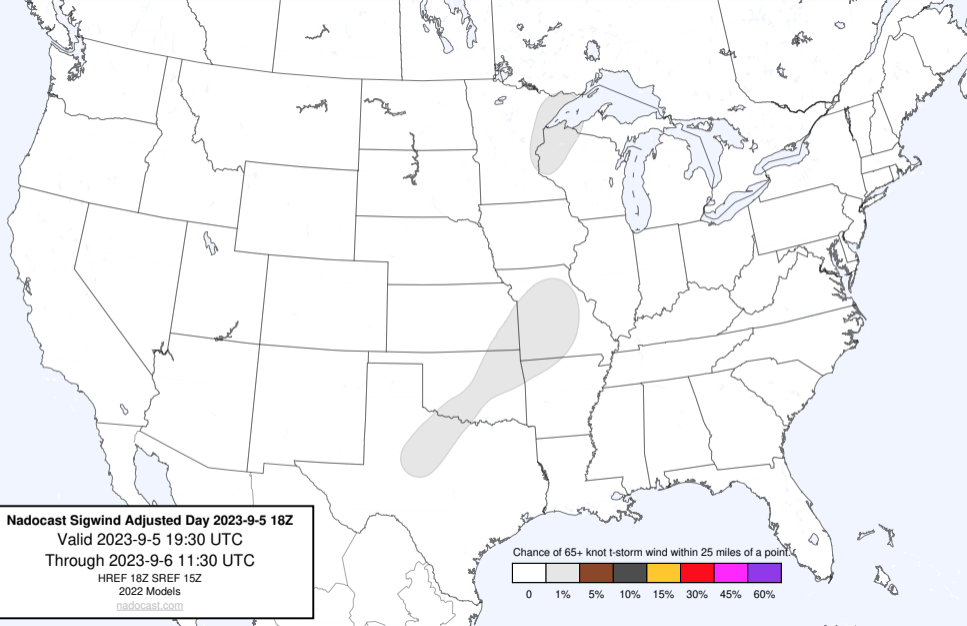 Nadocast Sigwind Adjusted Day 2023-9-5 18Z
Valid 2023-9-5 19:30 UTC
Through 2023-9-6 11:30 UTC
HREF 18Z SREF 15Z
2022 Models
nadocast.com
Chance of 65+ knot t-storm wind within 25 miles of a point.
0 1% 5% 10% 15% 30% 45% 60%